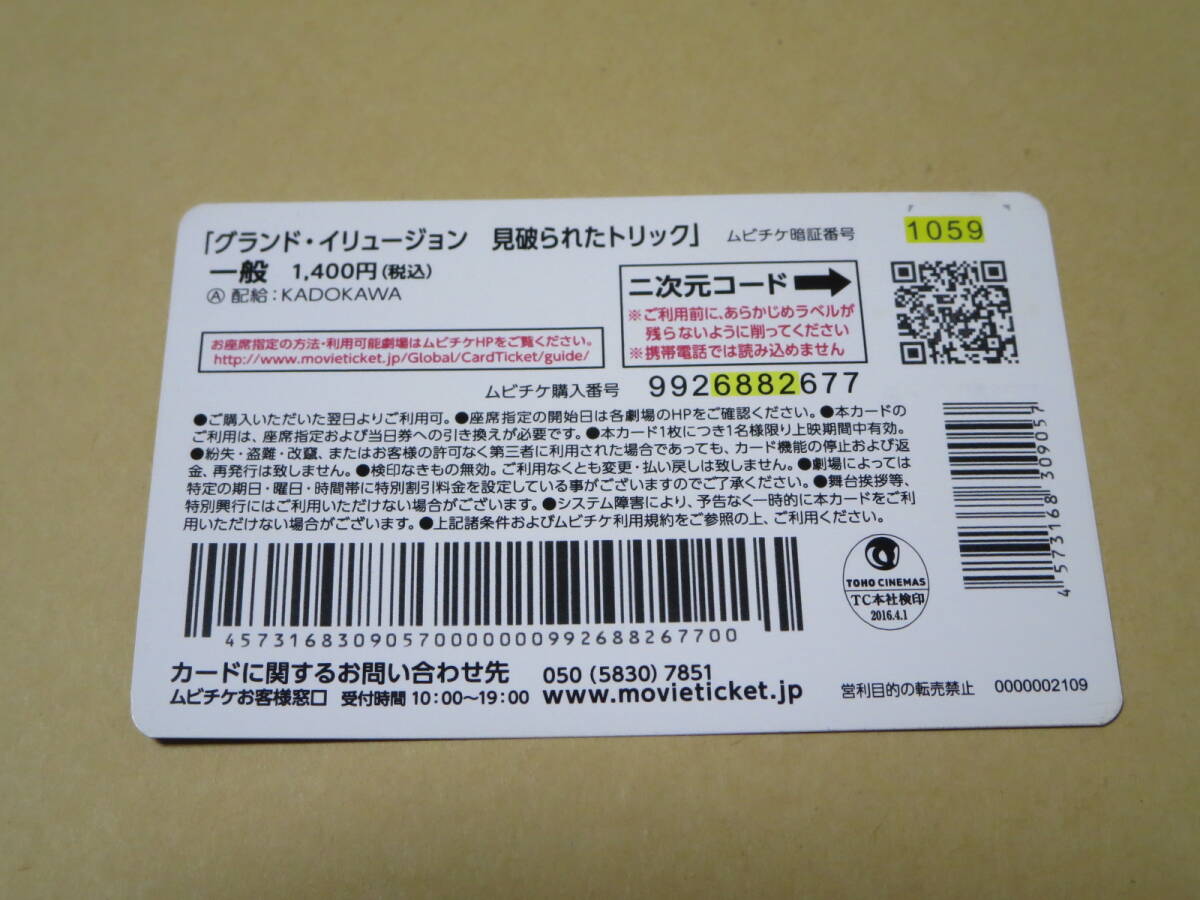 「グランド・イリュージョン　見破られたトリック」
一般 1,400円(税込)
Ⓐ 配給:KADOKAWA
ムビチケ暗証番号 1059
二次元コード
※ご利用前に、あらかじめラベルが
残らないように削ってください
※携帯電話では読み込めません
お座席指定の方法・利用可能劇場はムビチケHPをご覧ください。
http://www.movieticket.jp/Global/CardTicket/guide/
ムビチケ購入番号 9926882677
●ご購入いただいた翌日よりご利用可。●座席指定の開始日は各劇場のHPをご確認ください。●本カードの
ご利用は、座席指定および当日券への引き換えが必要です。●本カード1枚につき1名様限り上映期間中有効。
●紛失・盗難・改竄、またはお客様の許可なく第三者に利用された場合であっても、カード機能の停止および返
金、再発行は致しません。●検印なきもの無効。ご利用なくとも変更・払い戻しは致しません。●劇場によっては
特定の期日・曜日・時間帯に特別割引料金を設定している事がございますのでご了承ください。●舞台挨拶等、
特別興行にはご利用いただけない場合がございます。●システム障害により、予告なく一時的に本カードをご利
用いただけない場合がございます。●上記諸条件およびムビチケ利用規約をご参照の上、ご利用ください。
45731683090570000000992688267700
4 573168 309057
TOHO CINEMAS
TC本社検印
2016.4.1
カードに関するお問い合わせ先 050 (5830) 7851
ムビチケお客様窓口 受付時間 10:00〜19:00 www.movieticket.jp
営利目的の転売禁止 0000002109